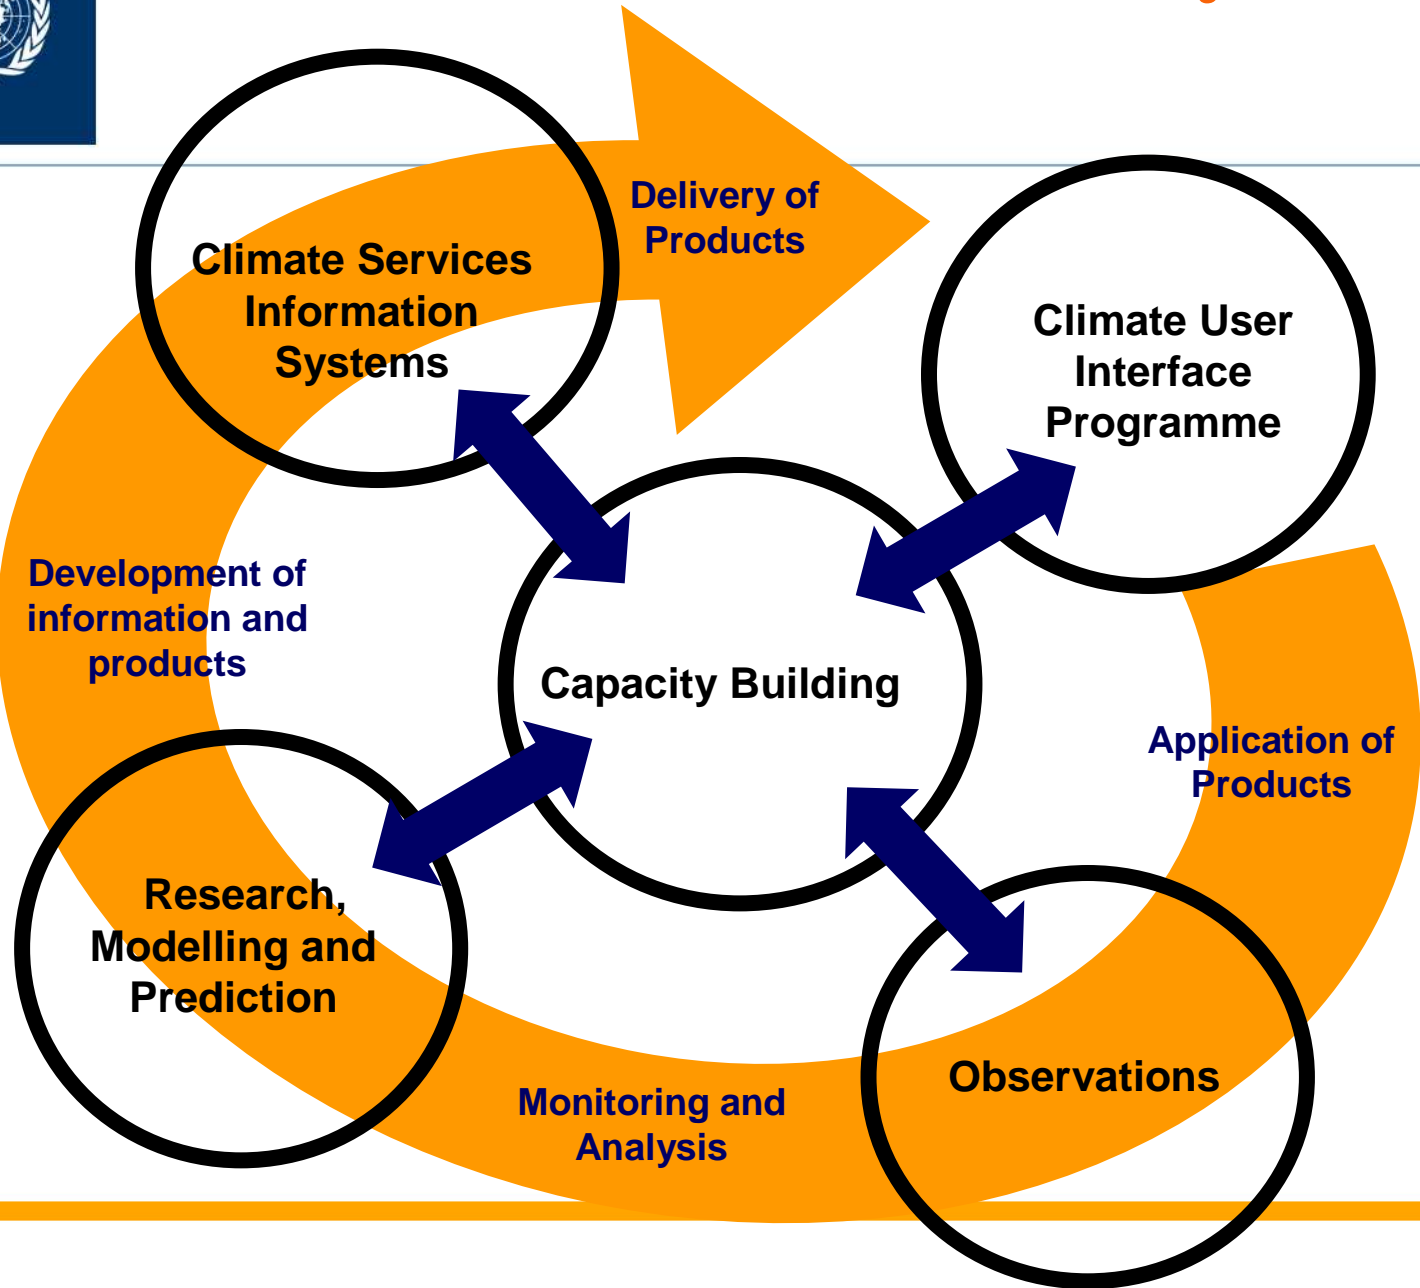 Delivery of
Products
Climate Services
Information
Systems
Climate User
Interface
Programme
Development of
information and
products
Capacity Building
Application of
Products
Research,
Modelling and
Prediction
Observations
Monitoring and
Analysis